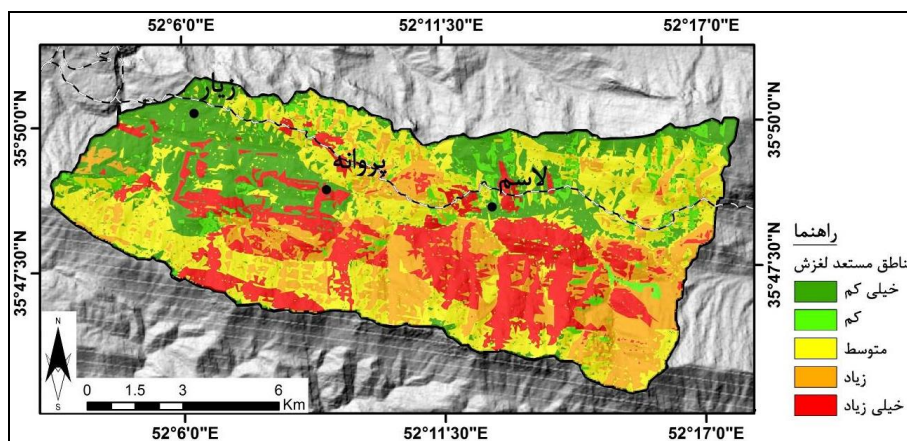 52°6'0"E 52°11'30"E 52°17'0"E
35°50'0"N
35°47'30"N
زیار
پروانه
لاسم
35°50'0"N
35°47'30"N
راهنما
مناطق مستعد لغزش
خیلی کم
کم
متوسط
زیاد
خیلی زیاد
N
S
0 1.5 3 6
Km
52°6'0"E 52°11'30"E 52°17'0"E